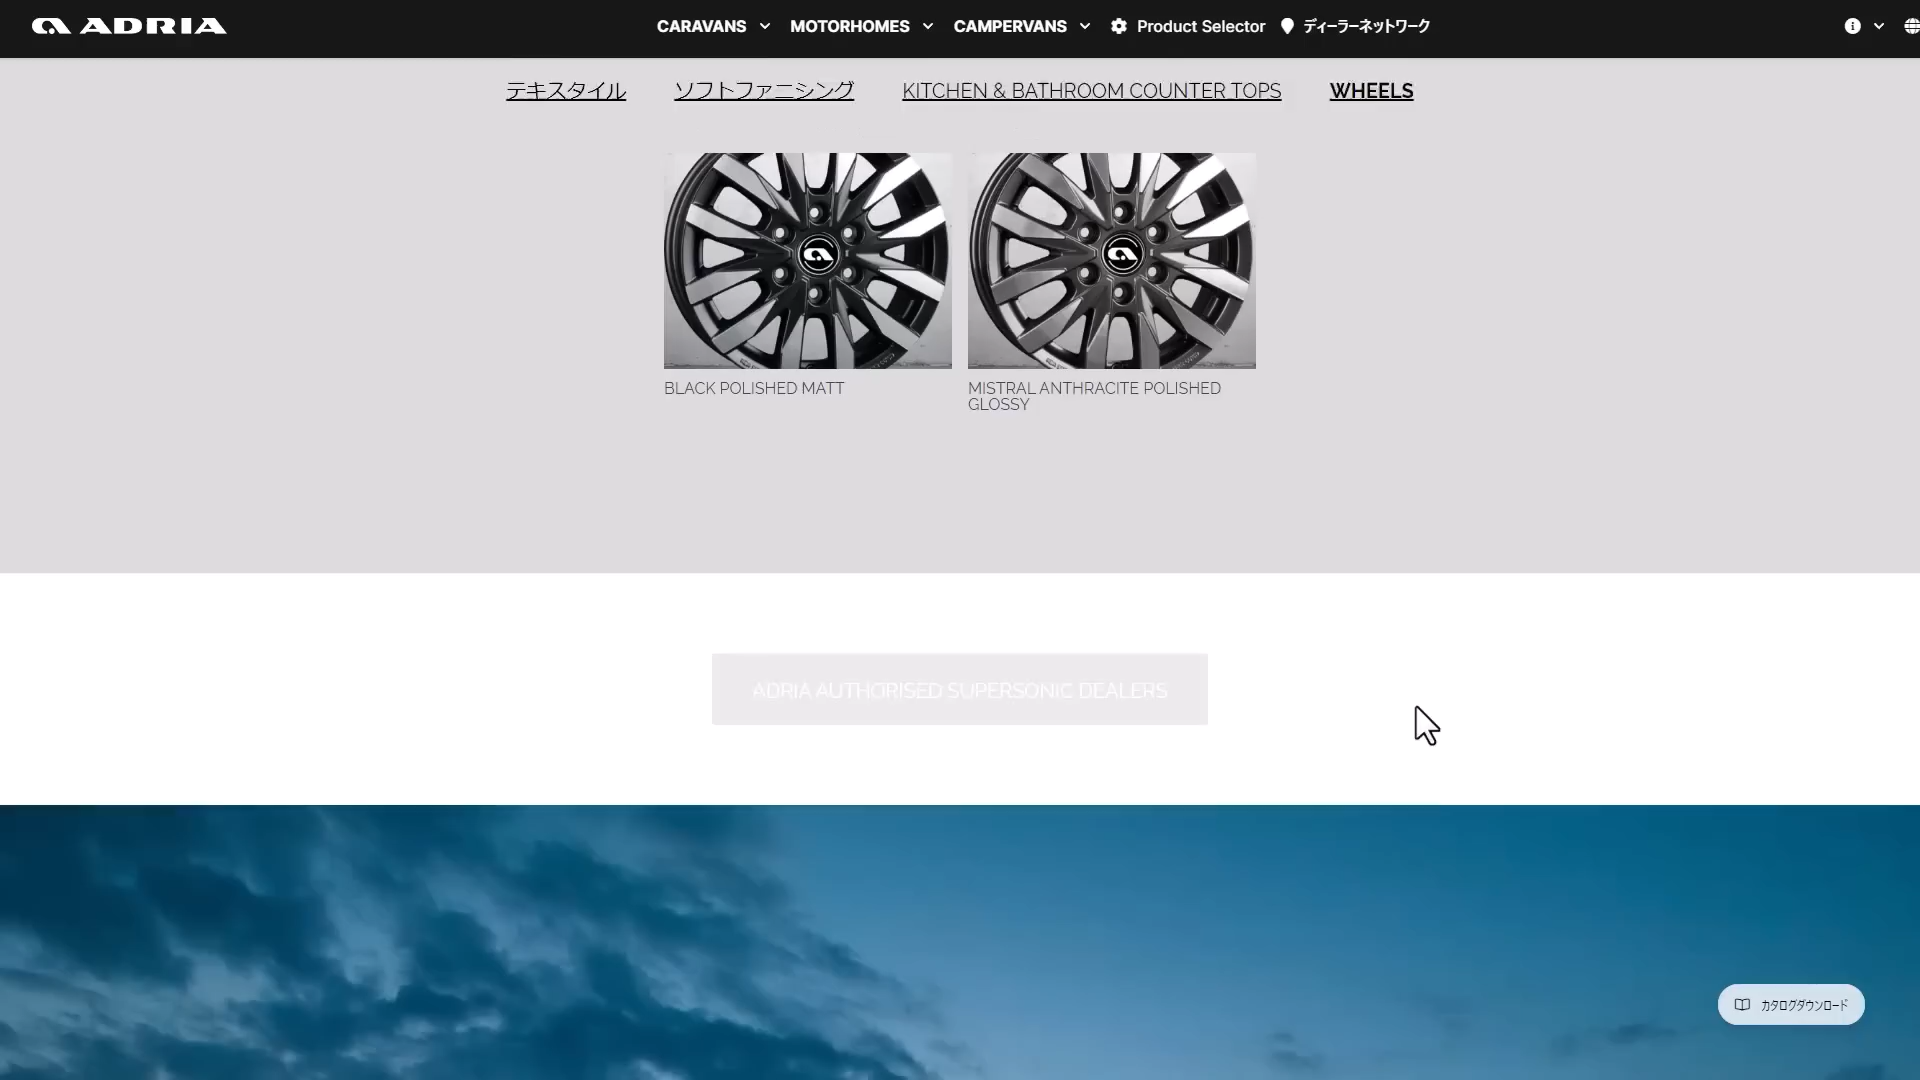 ADRIA
CARAVANS
MOTORHOMES
CAMPERVANS
Product Selector
ディーラーネットワーク
テキスタイル
ソフトファニシング
KITCHEN & BATHROOM COUNTER TOPS
WHEELS
BLACK POLISHED MATT
MISTRAL ANTHRACITE POLISHED
GLOSSY
ADRIA AUTHORISED SUPERSONIC DEALERS
カタログダウンロード